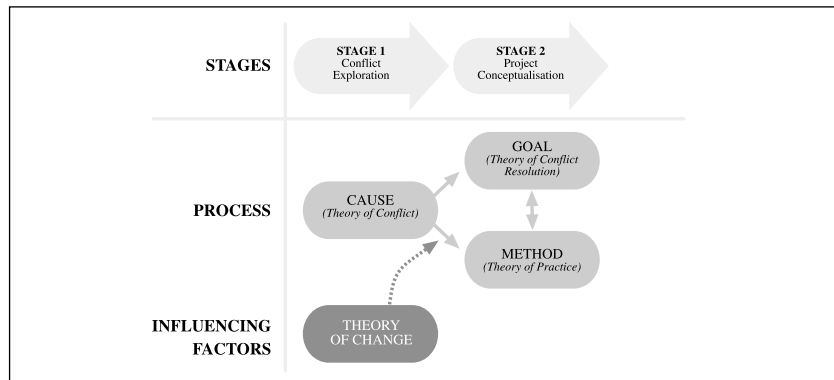 STAGES
STAGE 1
Conflict
Exploration
STAGE 2
Project
Conceptualisation
PROCESS
CAUSE
(Theory of Conflict)
GOAL
(Theory of Conflict
Resolution)
METHOD
(Theory of Practice)
INFLUENCING
FACTORS
THEORY
OF CHANGE